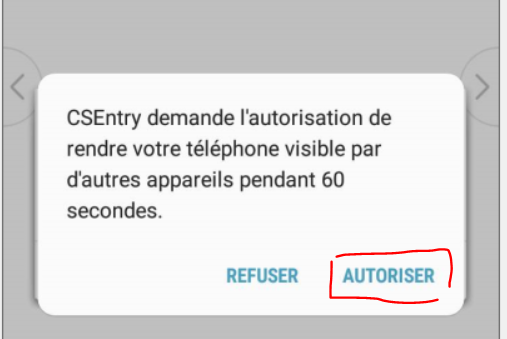 CSEntry demande l'autorisation de
rendre votre téléphone visible par
d'autres appareils pendant 60
secondes.
REFUSER AUTORISER